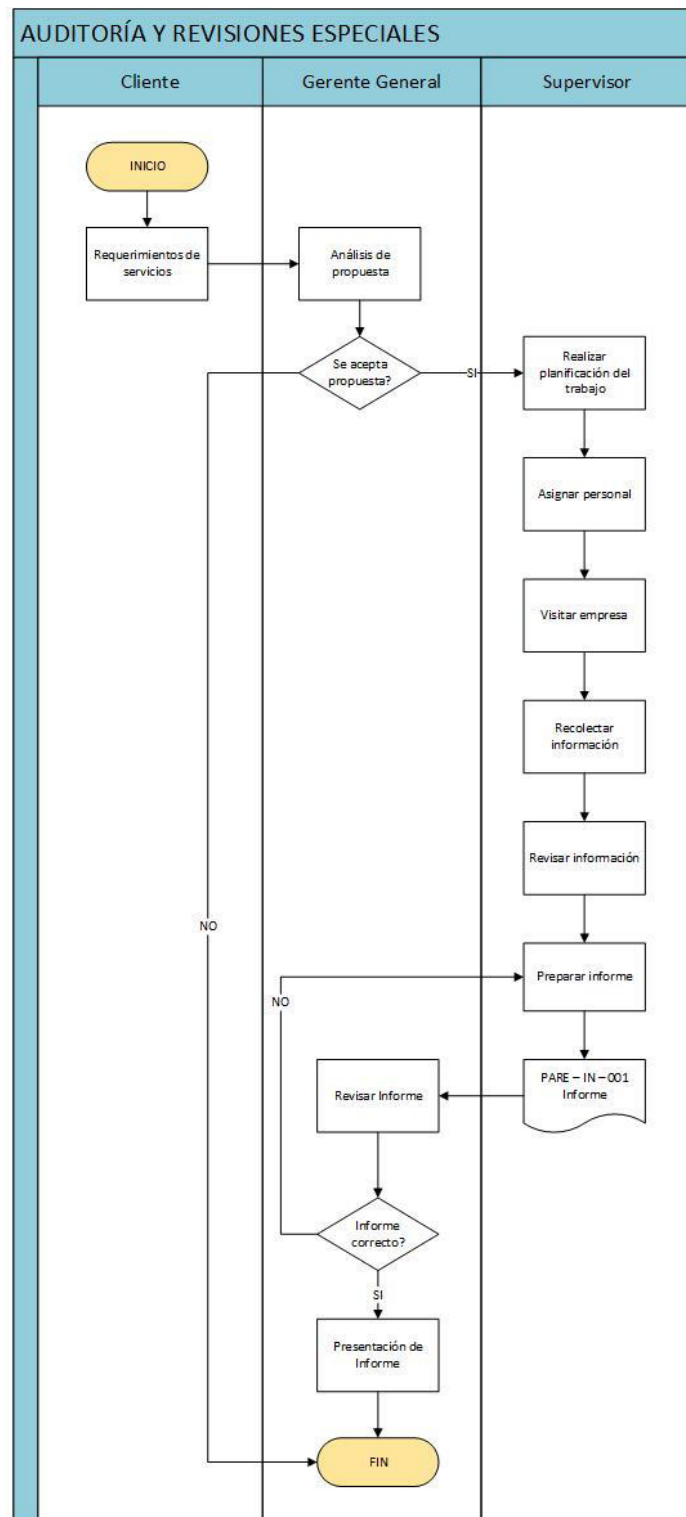 AUDITORÍA Y REVISIONES ESPECIALES
Cliente
Gerente General
Supervisor
INICIO
Requerimientos de
servicios
Análisis de
propuesta
Se acepta
propuesta?
SI
Realizar
planificación del
trabajo
Asignar personal
Visitar empresa
Recolectar
información
Revisar información
NO
Preparar informe
NO
PARE – IN – 001
Informe
Revisar Informe
Informe
correcto?
SI
Presentación de
Informe
FIN